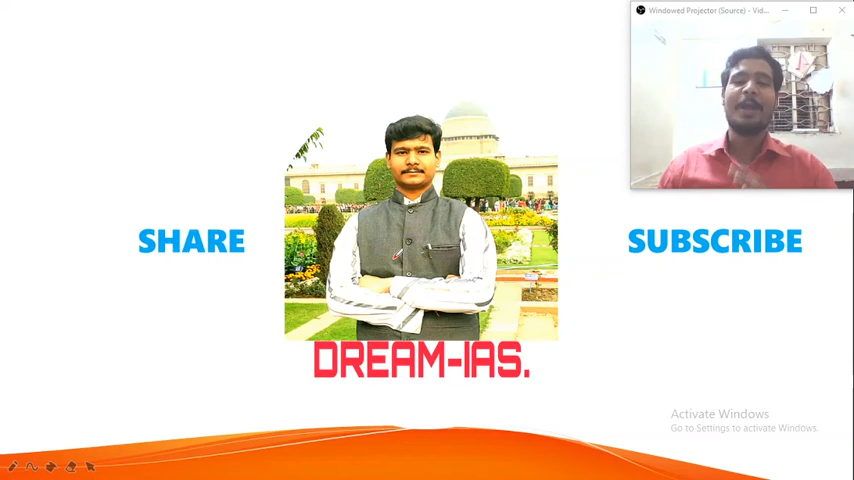 Windowed Projector (Source) - Vid...
SHARE
SUBSCRIBE
DREAM-IAS.
Activate Windows
Go to Settings to activate Windows.